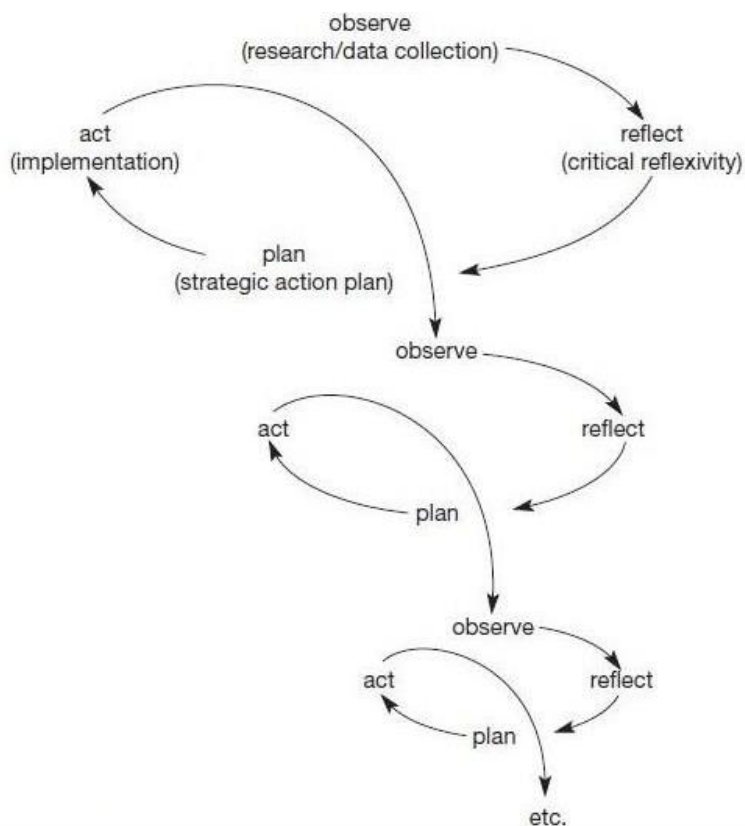 observe
(research/data collection)
act
(implementation)
reflect
(critical reflexivity)
plan
(strategic action plan)
observe
act
reflect
plan
observe
act
reflect
plan
etc.